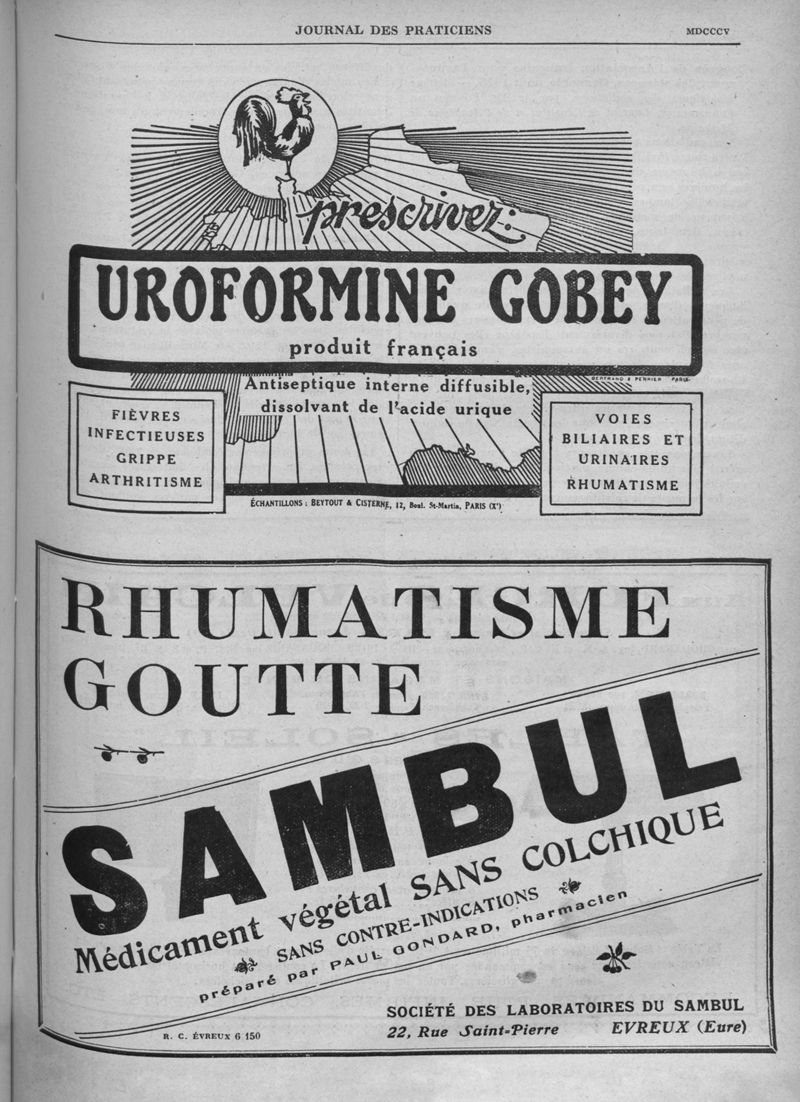 JOURNAL DES PRATICIENS
MDCCCV
prescrivez:
UROFORMINE GOBEY
produit français
BERTRAND & PERRIER PARIS
Antiseptique interne diffusible,
dissolvant de l'acide urique
FIÈVRES
INFECTIEUSES
GRIPPE
ARTHRITISME
VOIES
BILIAIRES ET
URINAIRES
RHUMATISME
ÉCHANTILLONS : BEYTOUT & CISTERNE, 12, Boul. St-Martin, PARIS (Xᵉ)
RHUMATISME
GOUTTE
SAMBUL
Médicament végétal SANS COLCHIQUE
SANS CONTRE-INDICATIONS
préparé par PAUL GONDARD, pharmacien
SOCIÉTÉ DES LABORATOIRES DU SAMBUL
22, Rue Saint-Pierre EVREUX (Eure)
R. C. ÉVREUX 6 150